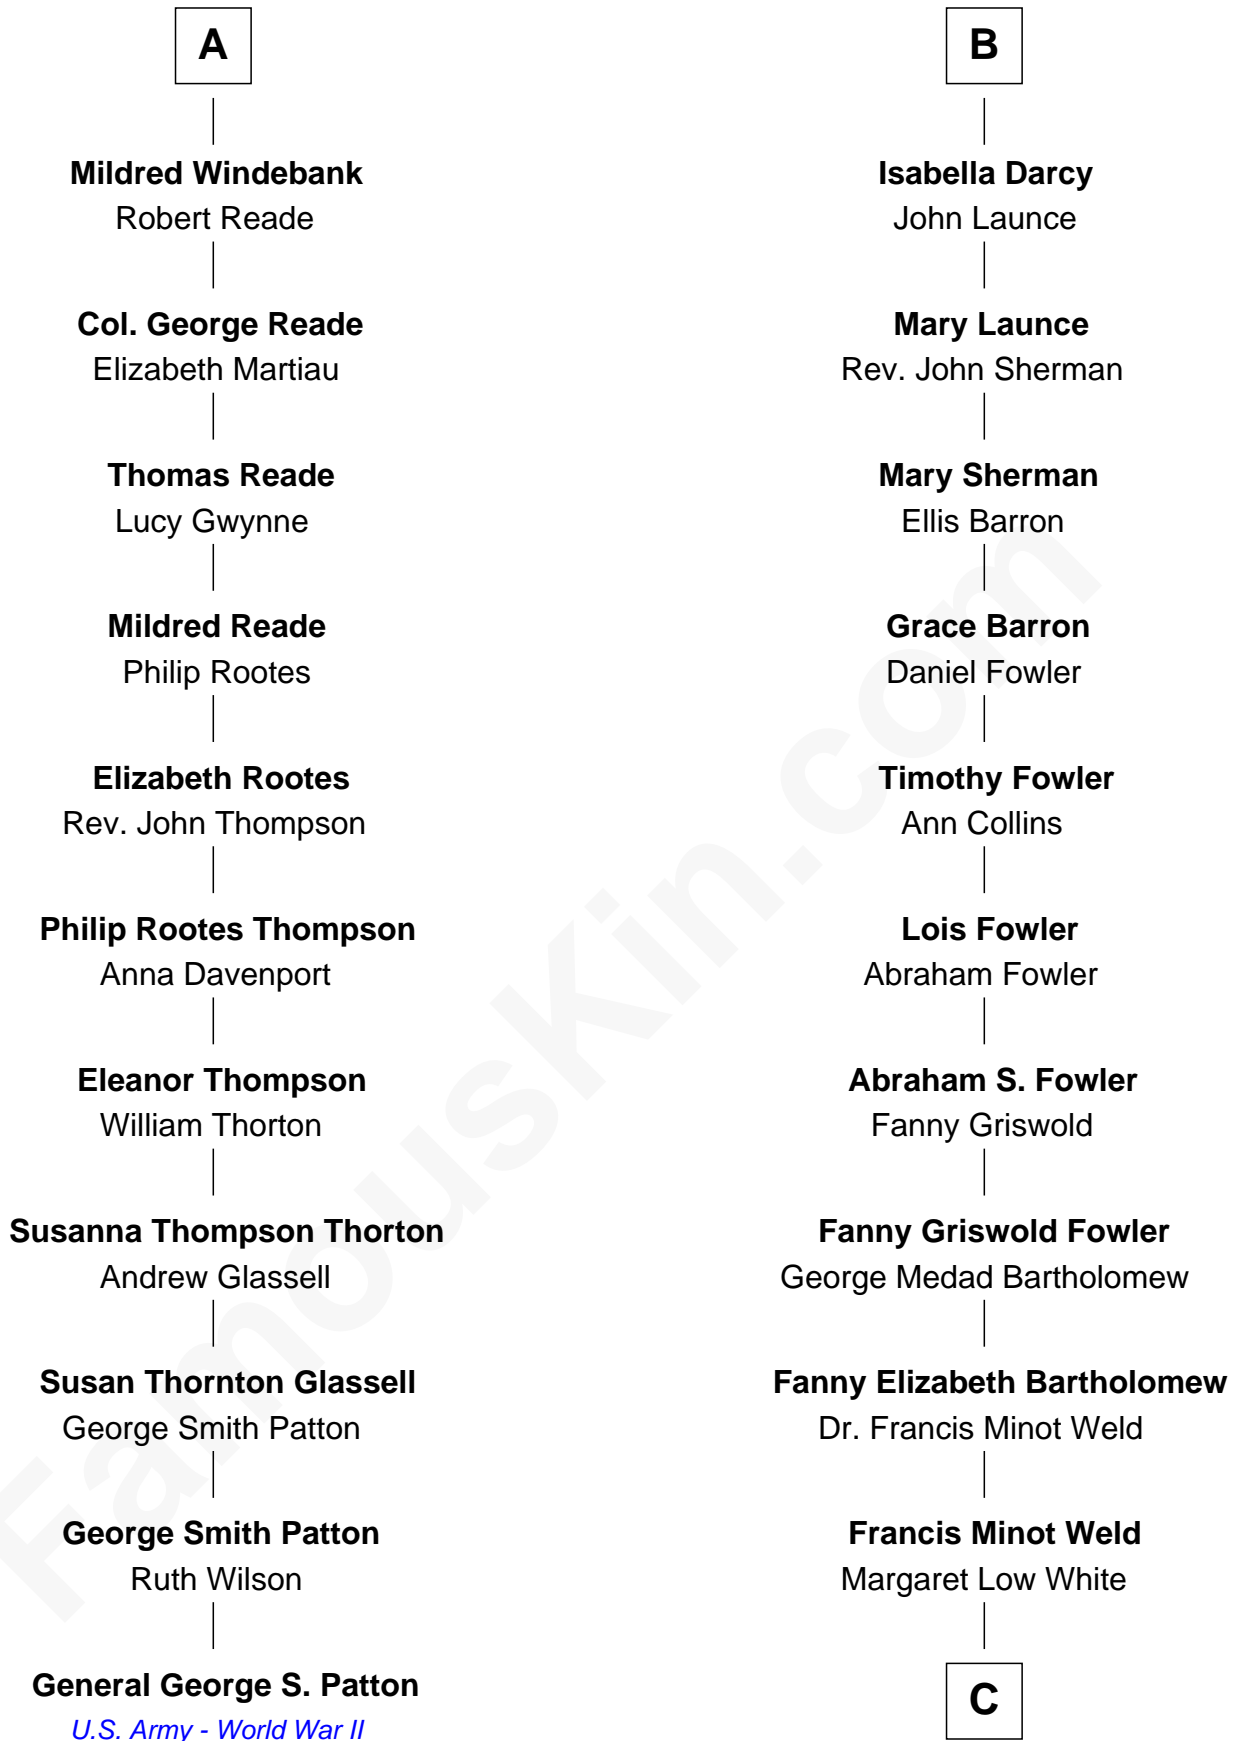 A
Mildred Windebank
Robert Reade
Col. George Reade
Elizabeth Martiau
Thomas Reade
Lucy Gwynne
Mildred Reade
Philip Rootes
Elizabeth Rootes
Rev. John Thompson
Philip Rootes Thompson
Anna Davenport
Eleanor Thompson
William Thorton
Susanna Thompson Thorton
Andrew Glassell
Susan Thornton Glassell
George Smith Patton
George Smith Patton
Ruth Wilson
General George S. Patton
U.S. Army - World War II
B
Isabella Darcy
John Launce
Mary Launce
Rev. John Sherman
Mary Sherman
Ellis Barron
Grace Barron
Daniel Fowler
Timothy Fowler
Ann Collins
Lois Fowler
Abraham Fowler
Abraham S. Fowler
Fanny Griswold
Fanny Griswold Fowler
George Medad Bartholomew
Fanny Elizabeth Bartholomew
Dr. Francis Minot Weld
Francis Minot Weld
Margaret Low White
C
FamousKin.com